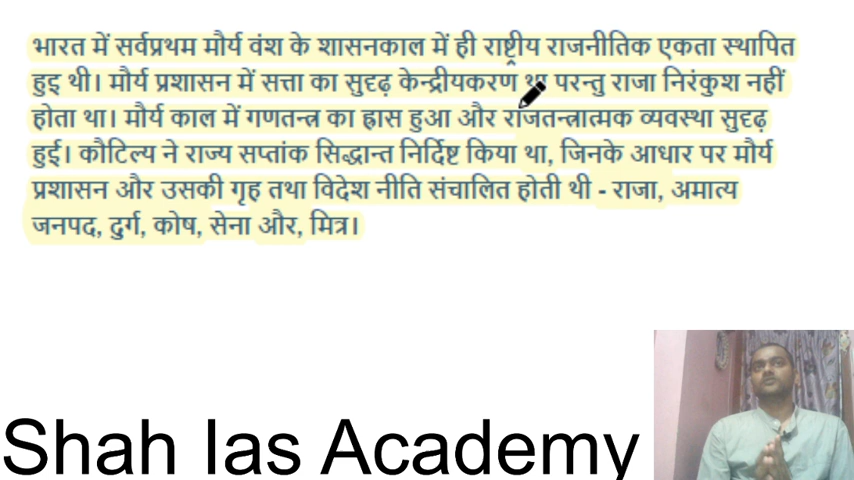 भारत में सर्वप्रथम मौर्य वंश के शासनकाल में ही राष्ट्रीय राजनीतिक एकता स्थापित
हुइ थी। मौर्य प्रशासन में सत्ता का सुदृढ़ केन्द्रीयकरण था परन्तु राजा निरंकुश नहीं
होता था। मौर्य काल में गणतन्त्र का ह्रास हुआ और राजतन्त्रात्मक व्यवस्था सुदृढ़
हुई। कौटिल्य ने राज्य सप्तांक सिद्धान्त निर्दिष्ट किया था, जिनके आधार पर मौर्य
प्रशासन और उसकी गृह तथा विदेश नीति संचालित होती थी - राजा, अमात्य
जनपद, दुर्ग, कोष, सेना और, मित्र।
Shah Ias Academy